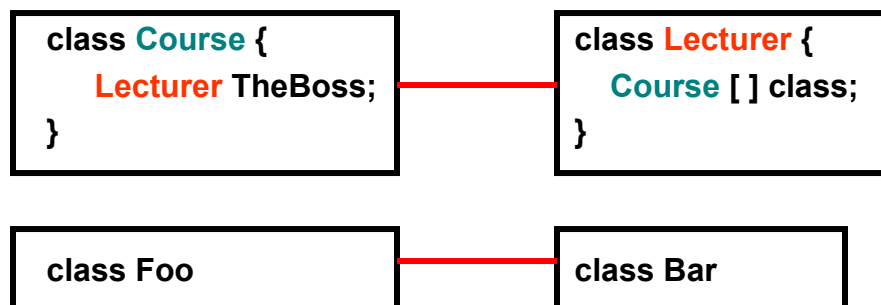 class Course {
Lecturer TheBoss;
}
class Lecturer {
Course [ ] class;
}
class Foo
class Bar